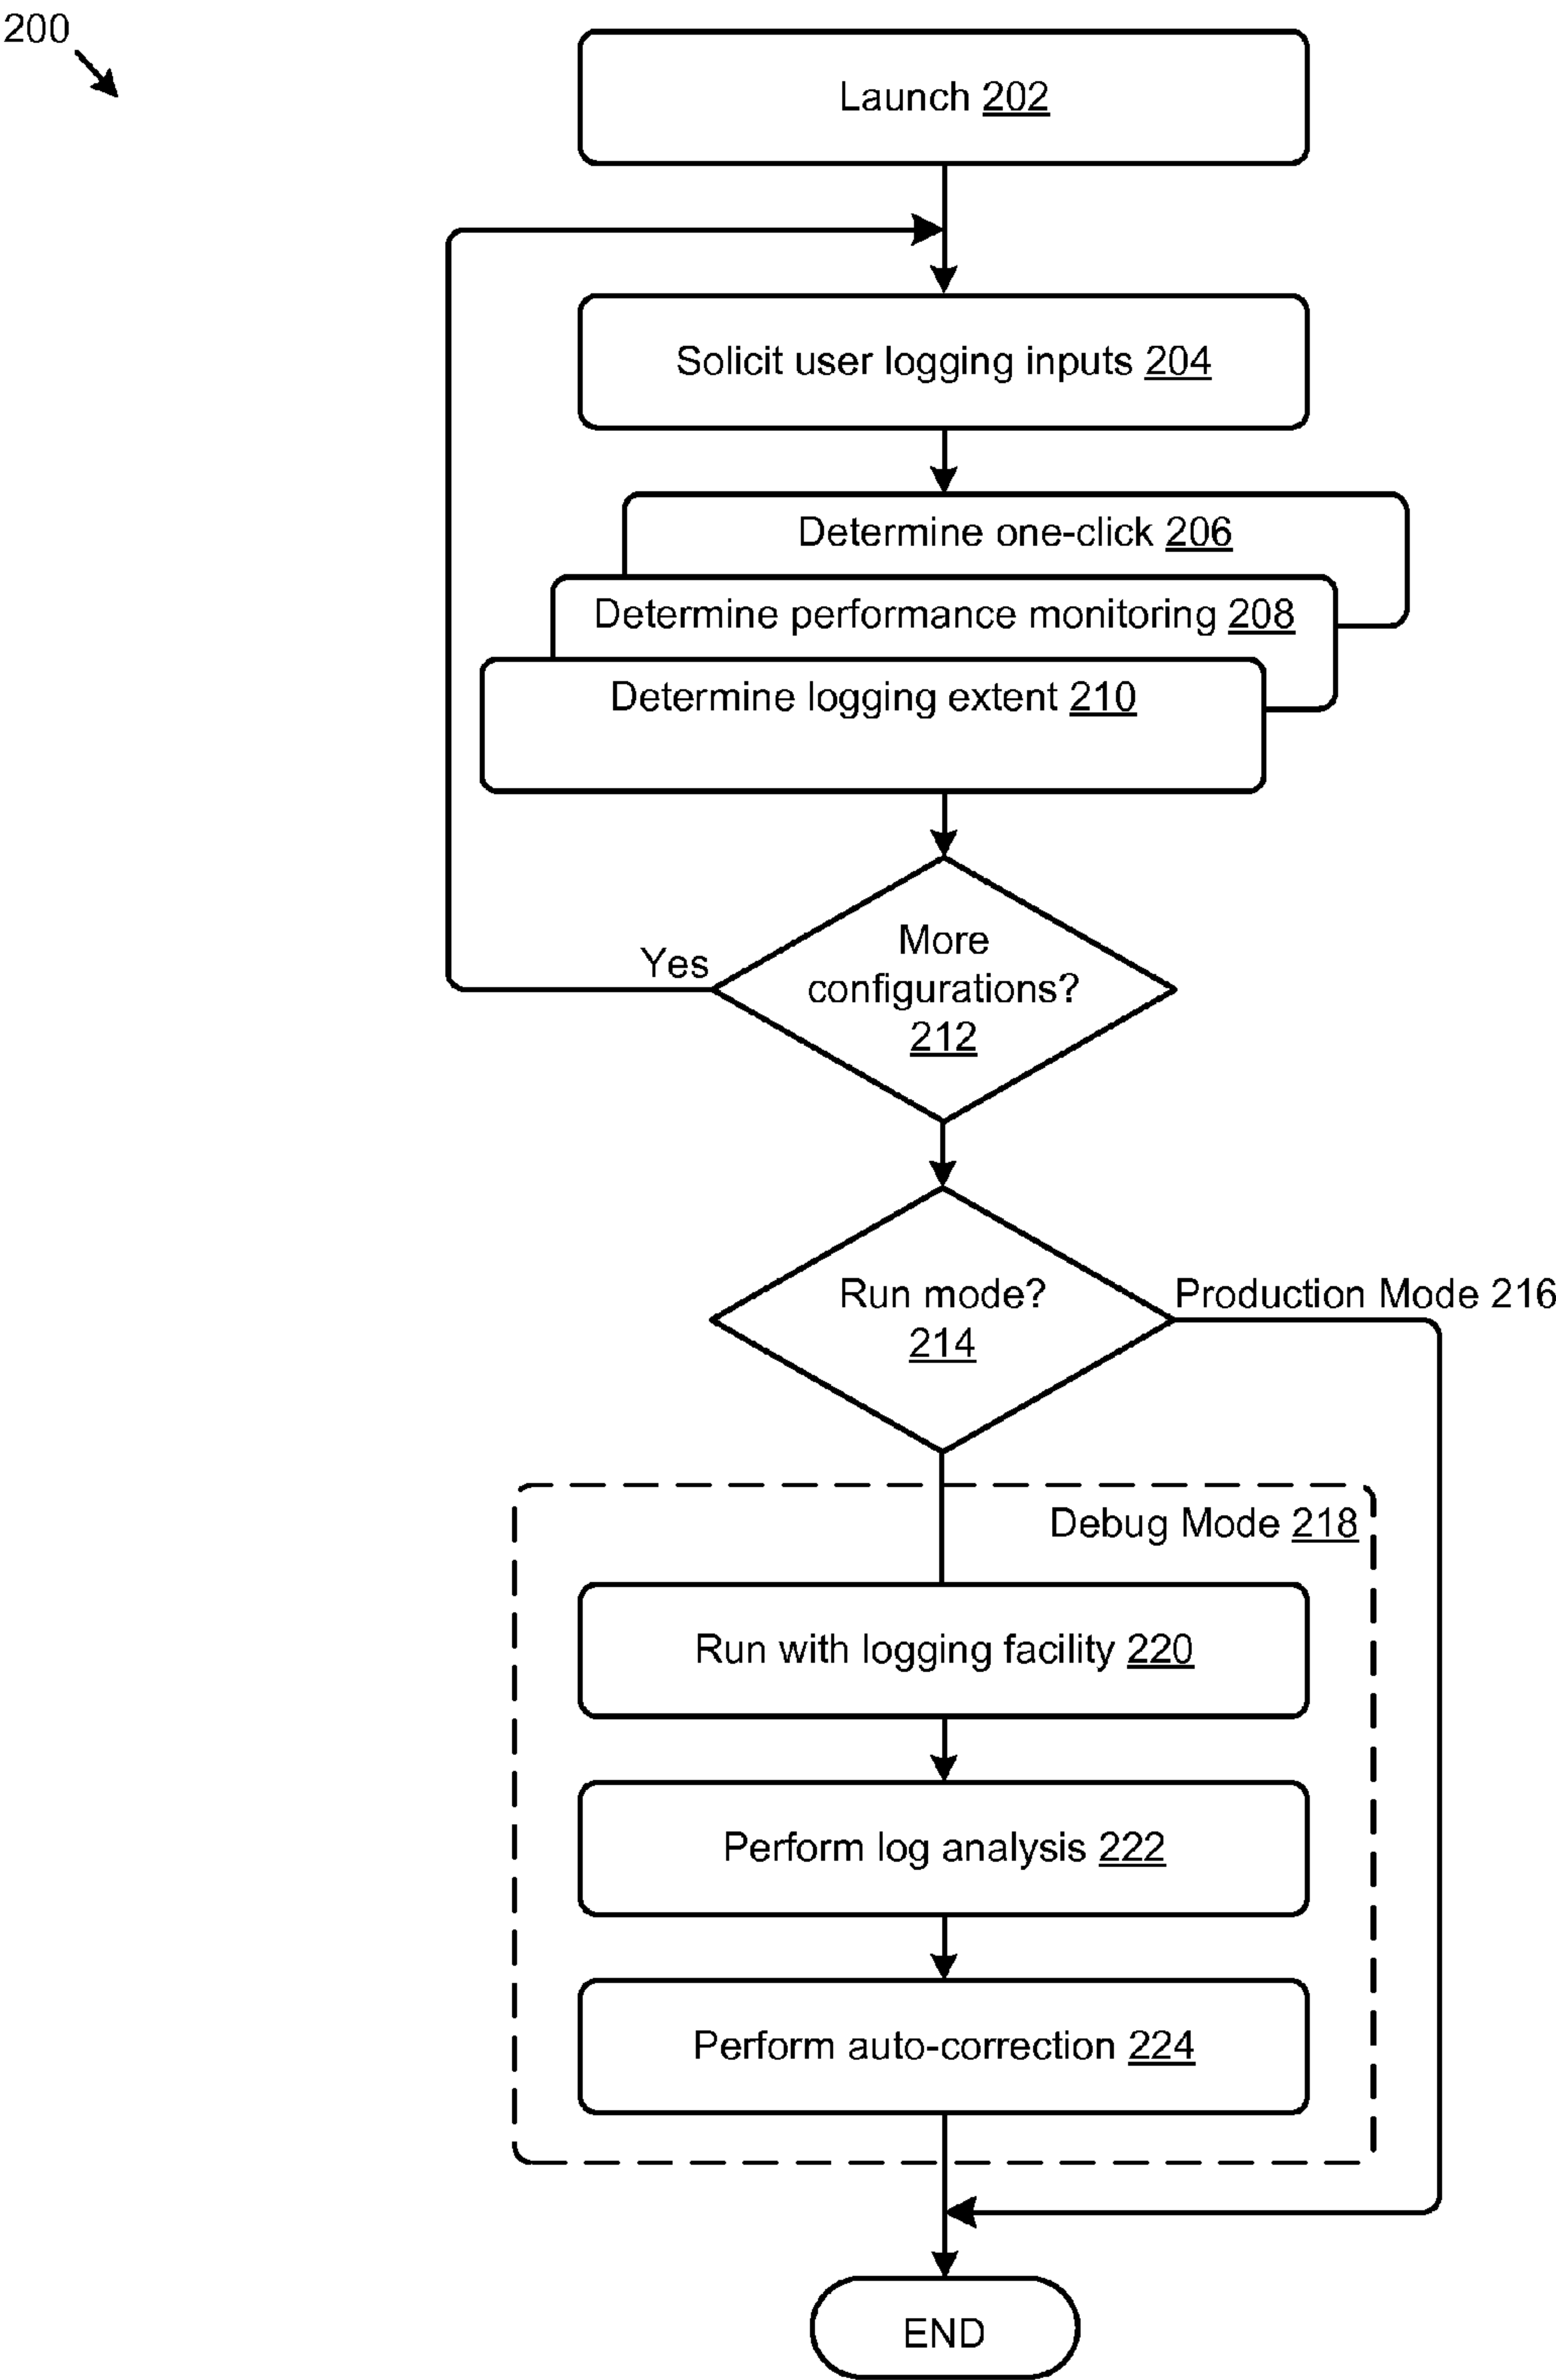 200
Launch 202
Solicit user logging inputs 204
Determine one-click 206
Determine performance monitoring 208
Determine logging extent 210
More
configurations?
212
Yes
Run mode?
214
Production Mode 216
Debug Mode 218
Run with logging facility 220
Perform log analysis 222
Perform auto-correction 224
END